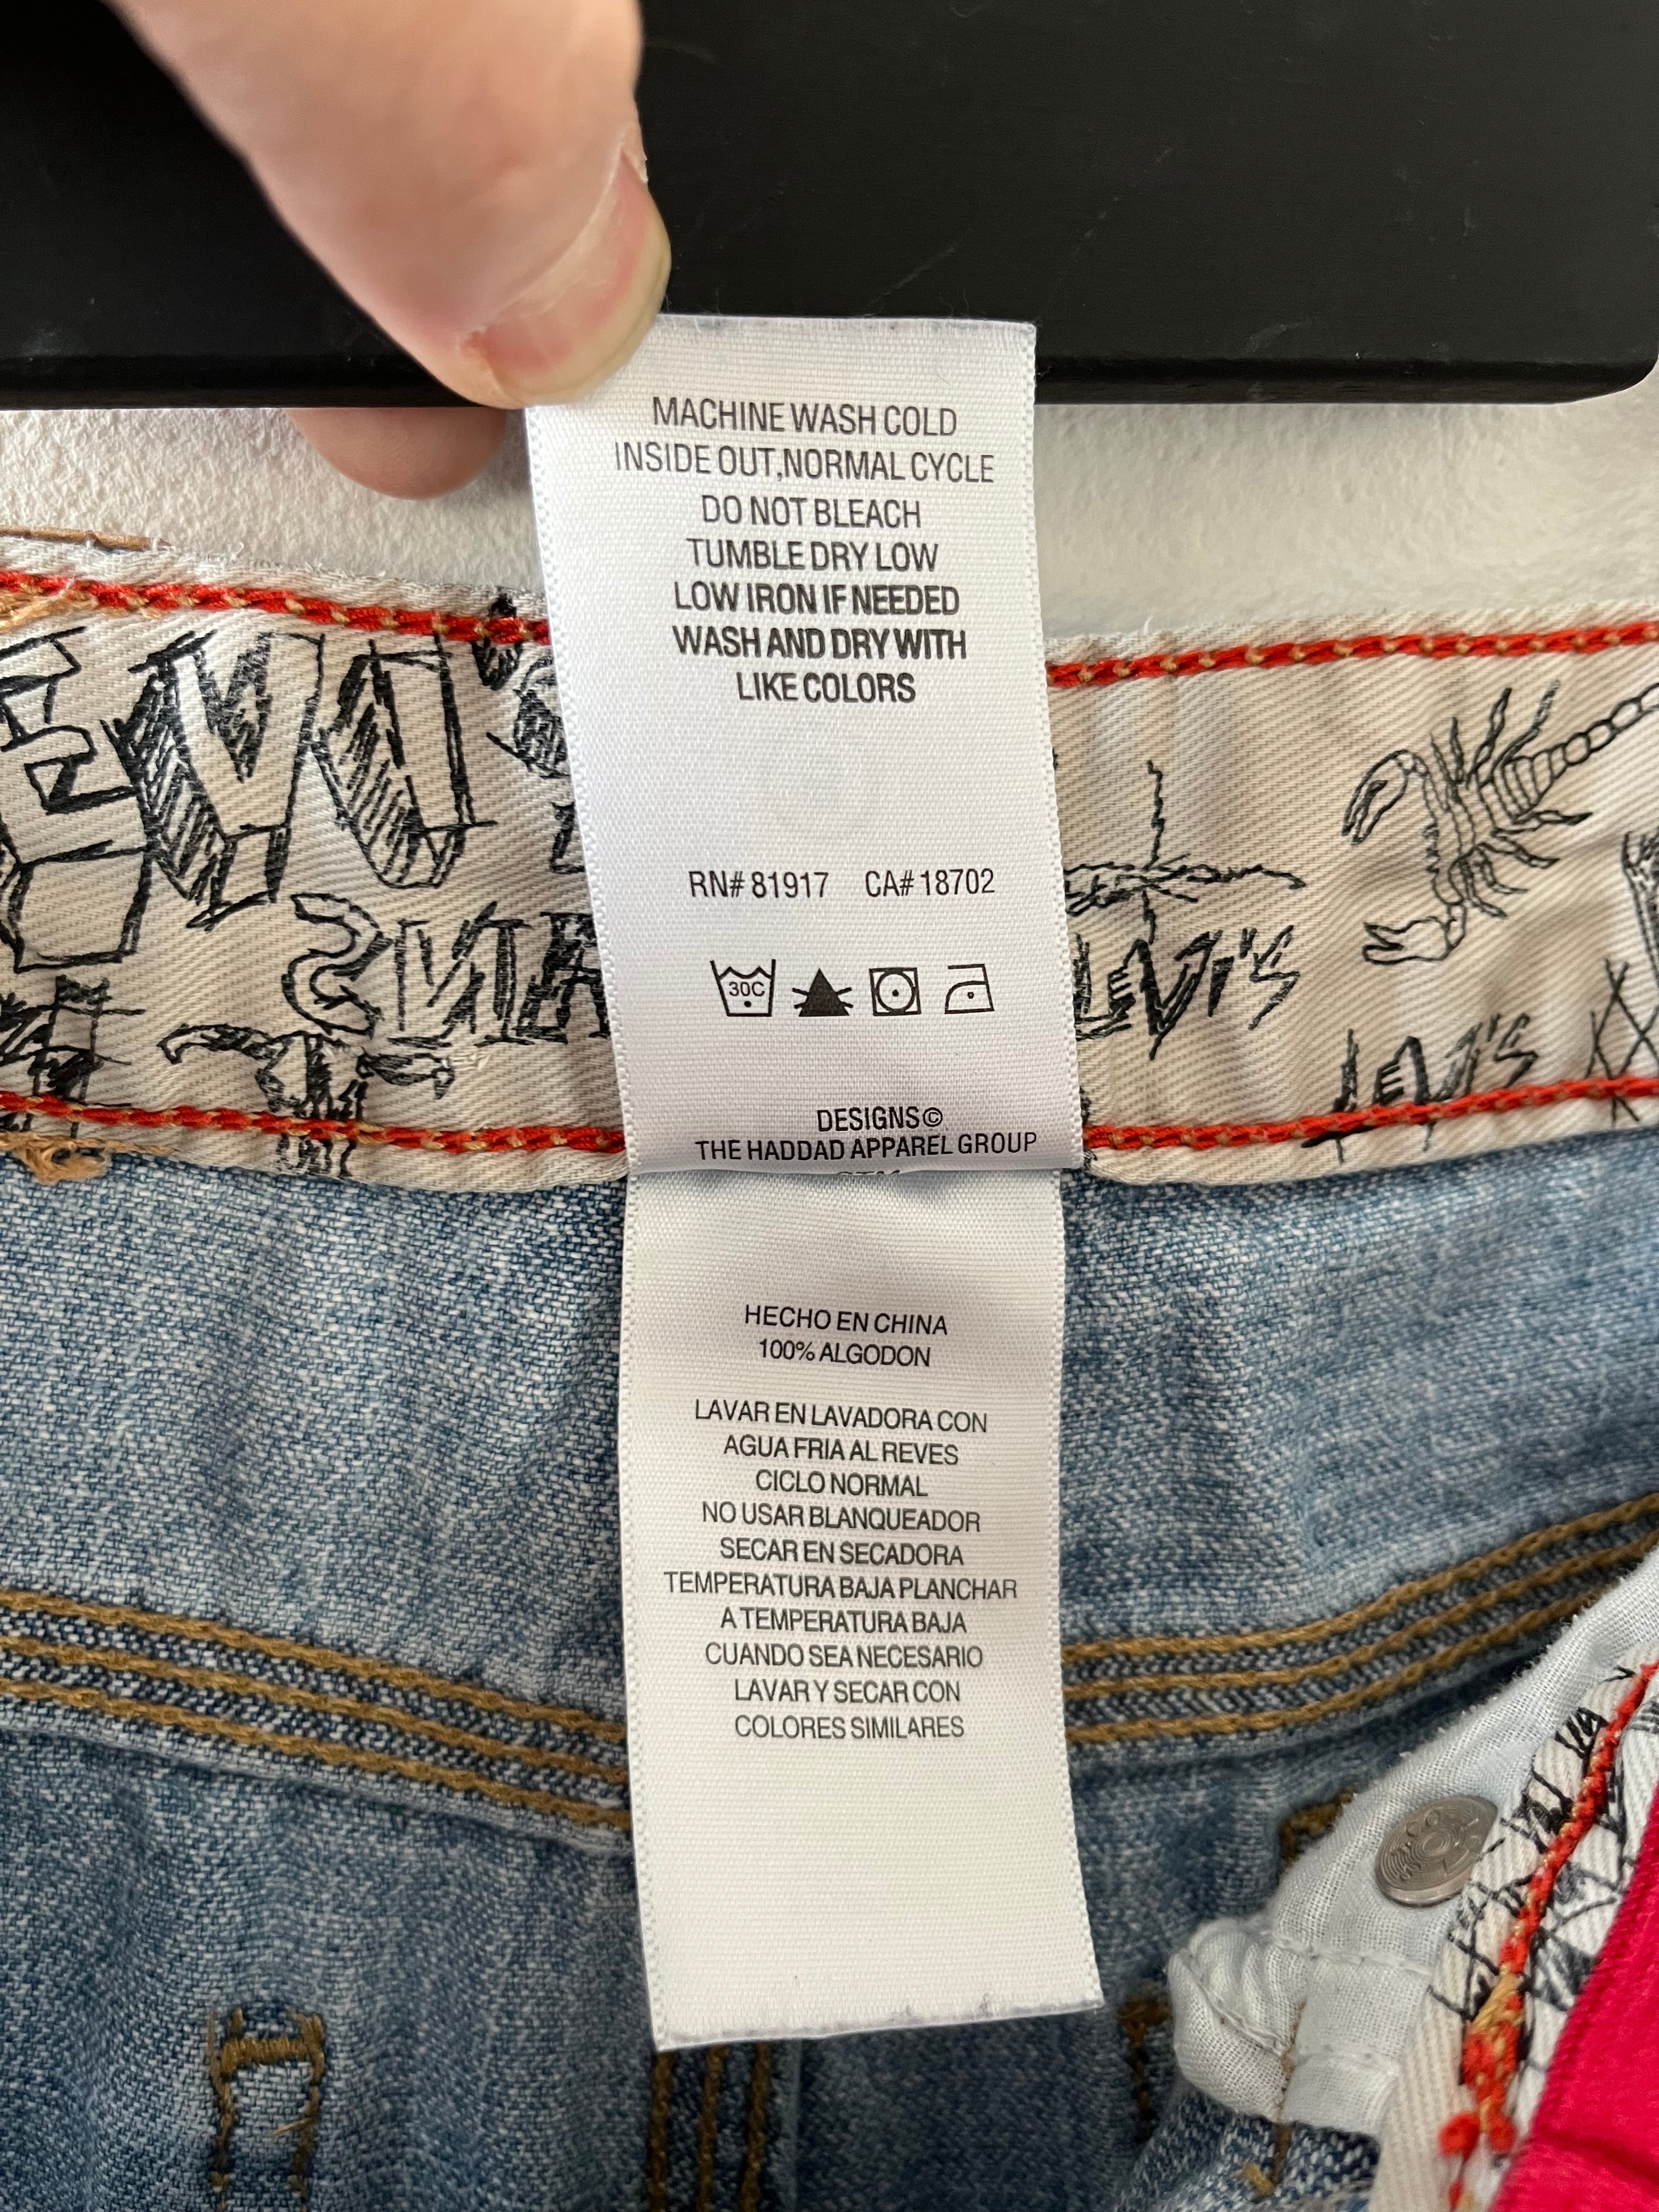 MACHINE WASH COLD
INSIDE OUT,NORMAL CYCLE
DO NOT BLEACH
TUMBLE DRY LOW
LOW IRON IF NEEDED
WASH AND DRY WITH
LIKE COLORS
RN# 81917 CA# 18702
30C
DESIGNS©
THE HADDAD APPAREL GROUP
LEVI'S
LEVI'S
HECHO EN CHINA
100% ALGODON
LAVAR EN LAVADORA CON
AGUA FRIA AL REVES
CICLO NORMAL
NO USAR BLANQUEADOR
SECAR EN SECADORA
TEMPERATURA BAJA PLANCHAR
A TEMPERATURA BAJA
CUANDO SEA NECESARIO
LAVAR Y SECAR CON
COLORES SIMILARES